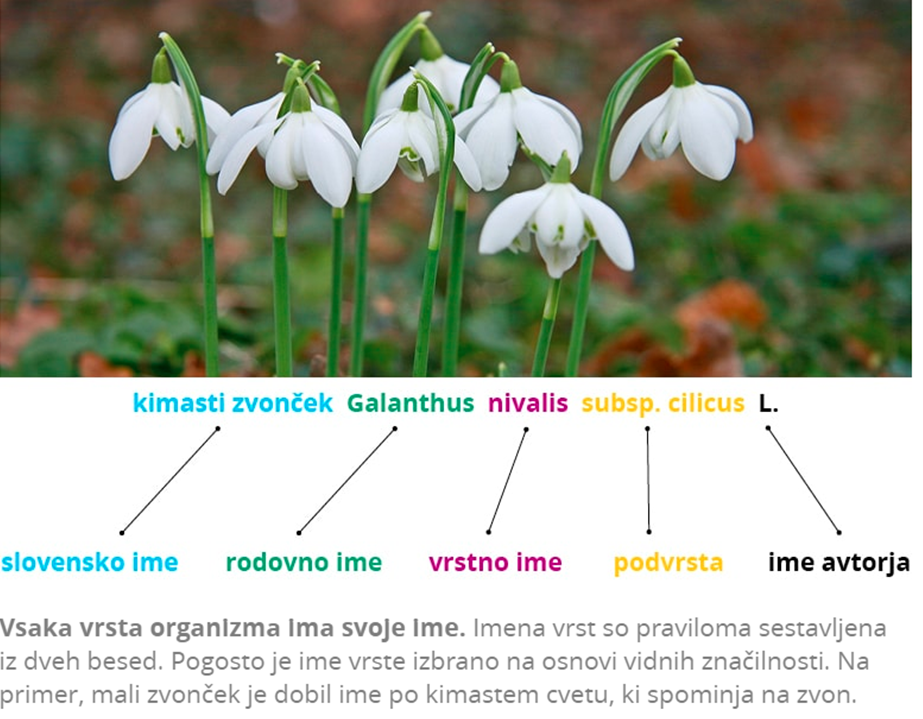 kimasti zvonček Galanthus nivalis subsp. cilicus L.
slovensko ime rodovno ime vrstno ime podvrsta ime avtorja
Vsaka vrsta organizma ima svoje ime. Imena vrst so praviloma sestavljena
iz dveh besed. Pogosto je ime vrste izbrano na osnovi vidnih značilnosti. Na
primer, mali zvonček je dobil ime po kimastem cvetu, ki spominja na zvon.